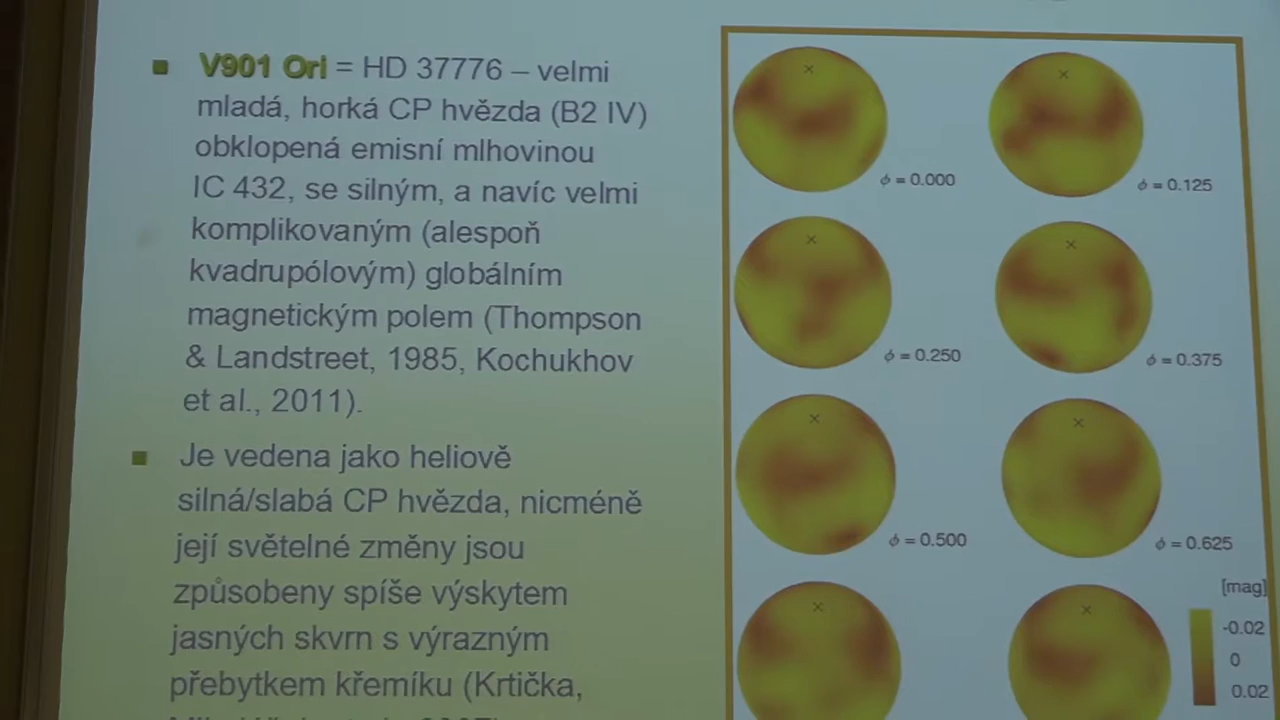 V901 Ori = HD 37776 – velmi
mladá, horká CP hvězda (B2 IV)
obklopená emisní mlhovinou
IC 432, se silným, a navíc velmi
komplikovaným (alespoň
kvadrupólovým) globálním
magnetickým polem (Thompson
& Landstreet, 1985, Kochukhov
et al., 2011).
Je vedena jako heliově
silná/slabá CP hvězda, nicméně
její světelné změny jsou
způsobeny spíše výskytem
jasných skvrn s výrazným
přebytkem křemíku (Krtička,
ϕ = 0.000
ϕ = 0.125
ϕ = 0.250
ϕ = 0.375
ϕ = 0.500
ϕ = 0.625
[mag]
-0.02
0
0.02